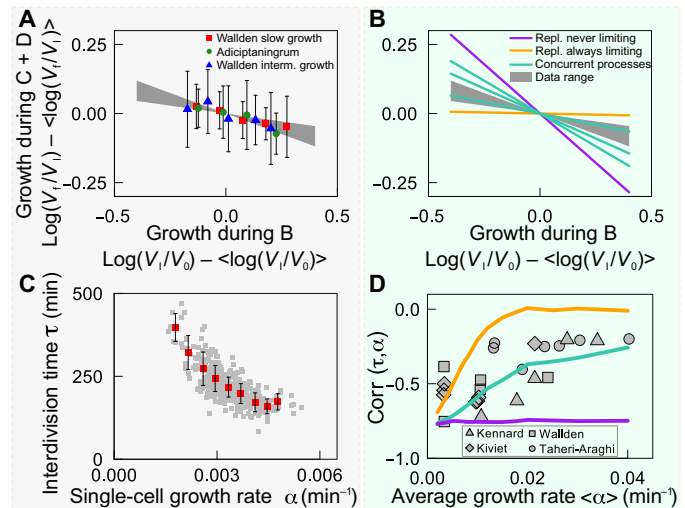 A
Growth during C + D
Log(V_f/V_I) − <log(V_f/V_I)>
0.25
0.00
−0.25
Wallden slow growth
Adiciptaningrum
Wallden interm. growth
−0.5
0.0
0.5
Growth during B
Log(V_I/V_0) − <log(V_I/V_0)>
B
0.25
0.00
−0.25
Repl. never limiting
Repl. always limiting
Concurrent processes
Data range
−0.5
0.0
0.5
Growth during B
Log(V_I/V_0) − <log(V_I/V_0)>
C
Interdivision time τ (min)
500
250
0
0.000
0.003
0.006
Single-cell growth rate α (min⁻¹)
D
Corr (τ,α)
0.0
−0.5
−1.0
Kennard
Wallden
Kiviet
Taheri-Araghi
0.00
0.02
0.04
Average growth rate <α> (min⁻¹)